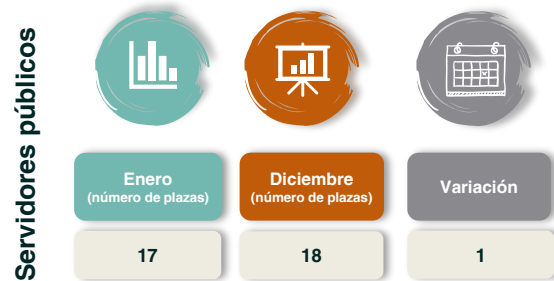 Servidores públicos
Enero
(número de plazas)
Diciembre
(número de plazas)
Variación
17
18
1